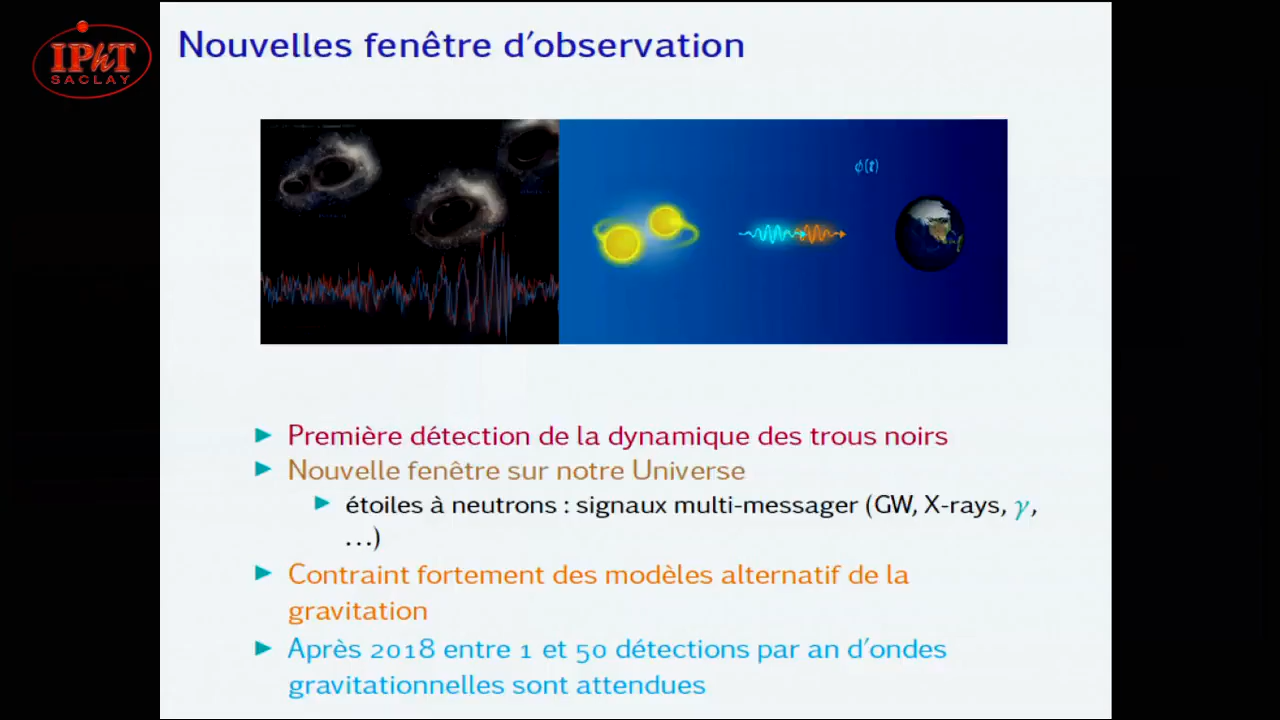 IPhT
SACLAY
Nouvelles fenêtre d'observation
ϕ(t)
Première détection de la dynamique des trous noirs
Nouvelle fenêtre sur notre Universe
étoiles à neutrons : signaux multi-messager (GW, X-rays, γ,
...)
Contraint fortement des modèles alternatif de la
gravitation
Après 2018 entre 1 et 50 détections par an d'ondes
gravitationnelles sont attendues